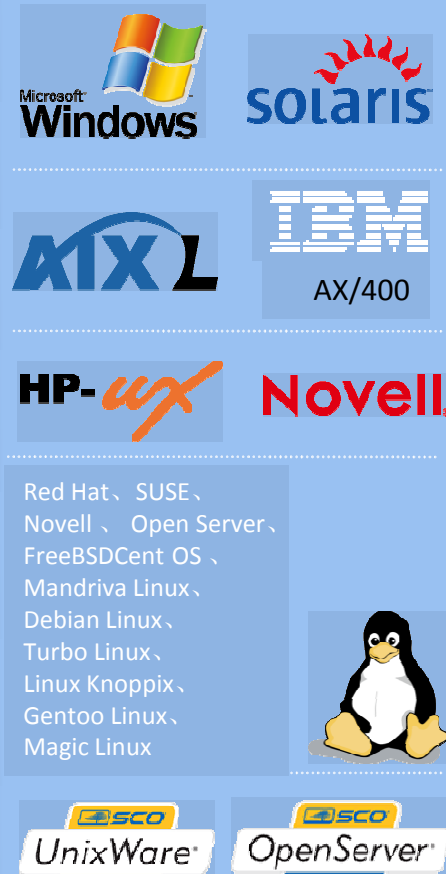 Microsoft®
Windows
solaris
AIX L
IBM
AX/400
HP-ux
Novell®
Red Hat、SUSE、
Novell 、 Open Server、
FreeBSDCent OS 、
Mandriva Linux、
Debian Linux、
Turbo Linux、
Linux Knoppix、
Gentoo Linux、
Magic Linux
SCO
UnixWare®
SCO
OpenServer®